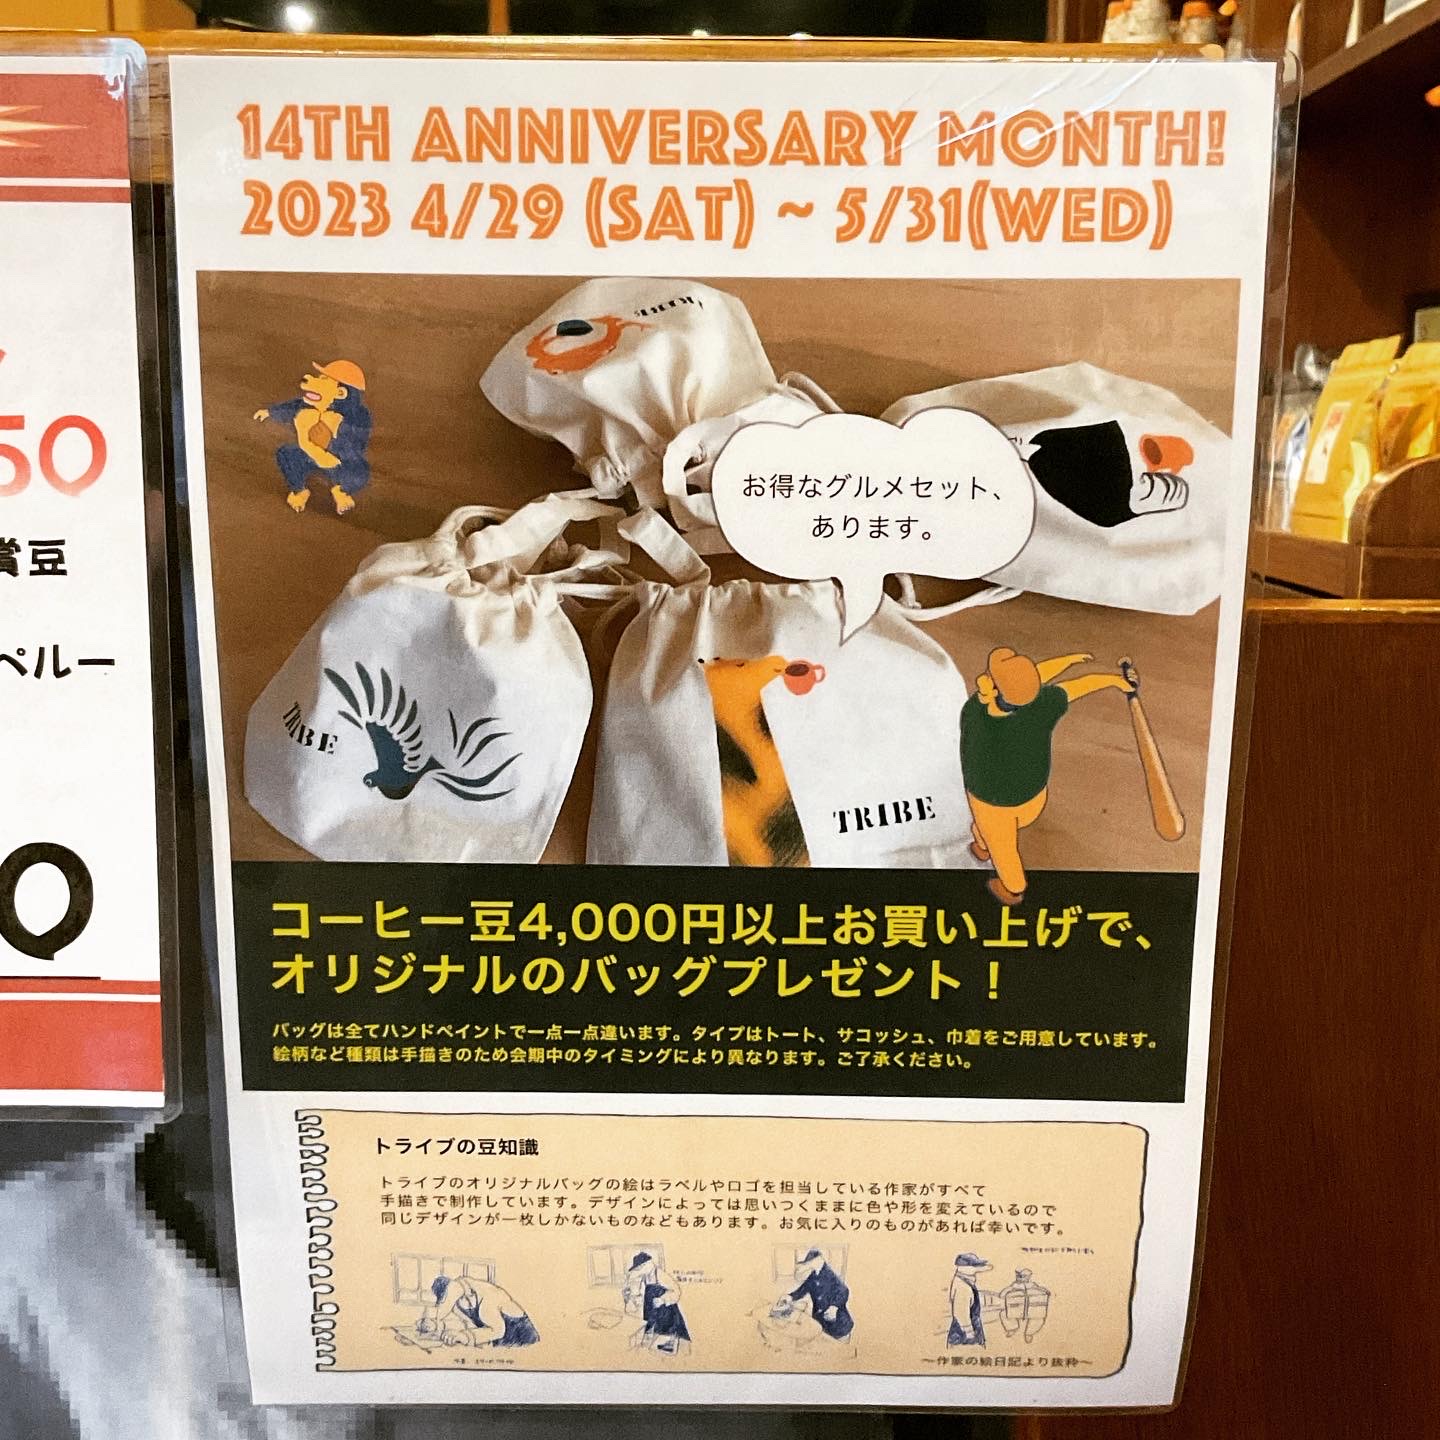 14TH ANNIVERSARY MONTH!
2023 4/29 (SAT) ~ 5/31(WED)
お得なグルメセット、
あります。
TRIBE
TRIBE
コーヒー豆4,000円以上お買い上げで、
オリジナルのバッグプレゼント！
バッグは全てハンドペイントで一点一点違います。タイプはトート、サコッシュ、巾着をご用意しています。
絵柄など種類は手描きのため会期中のタイミングにより異なります。ご了承ください。
トライブの豆知識
トライブのオリジナルバッグの絵はラベルやロゴを担当している作家がすべて
手描きで制作しています。デザインによっては思いつくままに色や形を変えているので
同じデザインが一枚しかないものなどもあります。お気に入りのものがあれば幸いです。
～作家の絵日記より抜粋～
50
賞豆
ペルー
0